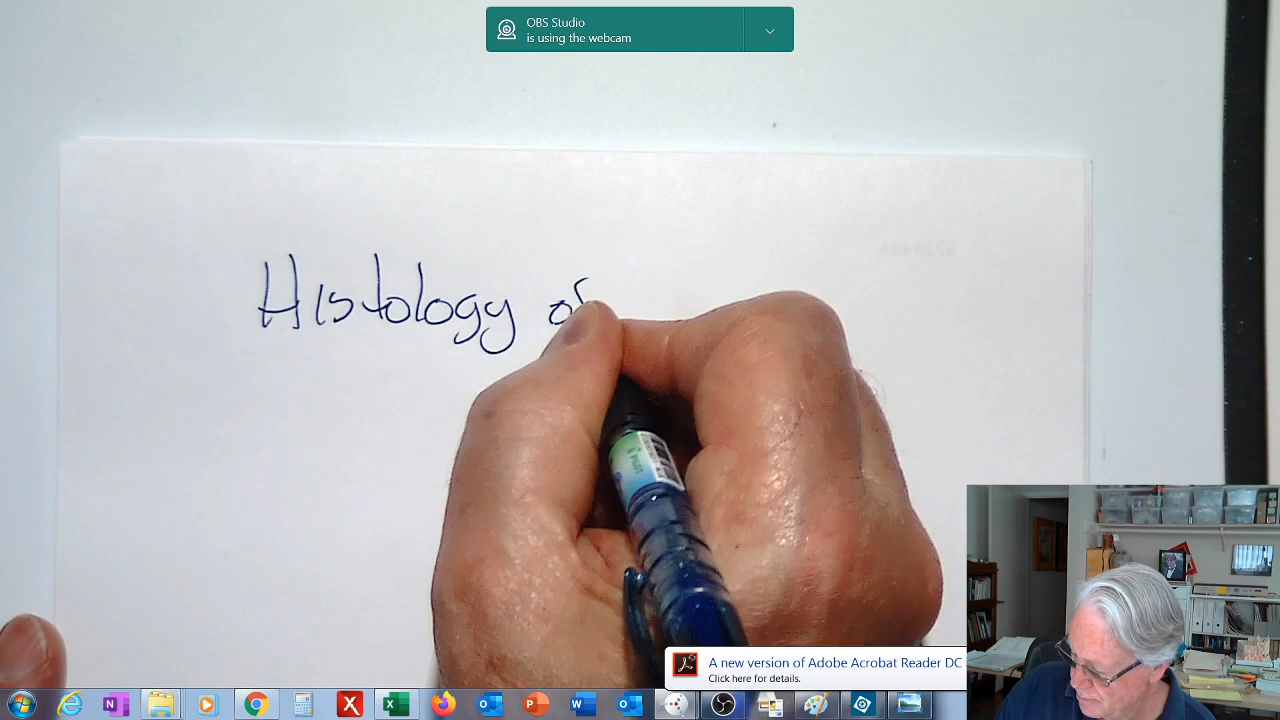 OBS Studio
is using the webcam
Histology of
PILOT
A new version of Adobe Acrobat Reader DC
Click here for details.